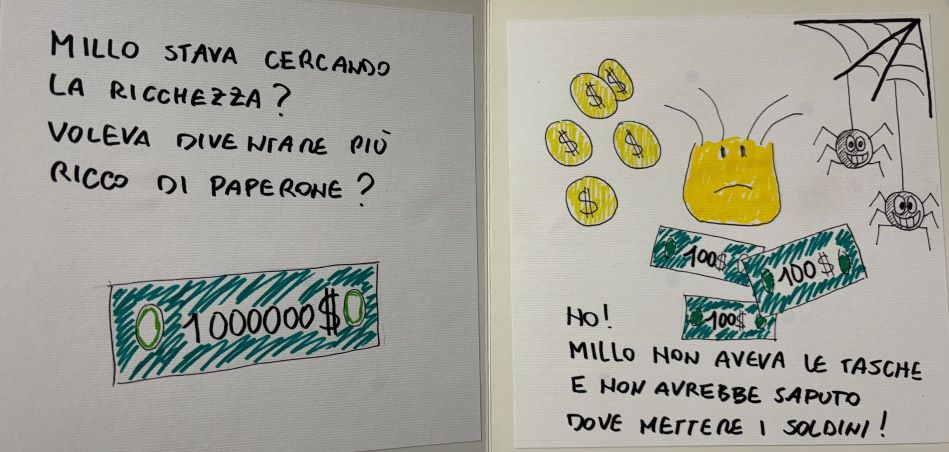 MILLO STAVA CERCANDO
LA RICCHEZZA?
VOLEVA DIVENTARE PIÙ
RICCO DI PAPERONE?
1000000$
$
$
$
$
$
100$
100$
100$
NO!
MILLO NON AVEVA LE TASCHE
E NON AVREBBE SAPUTO
DOVE METTERE I SOLDINI!